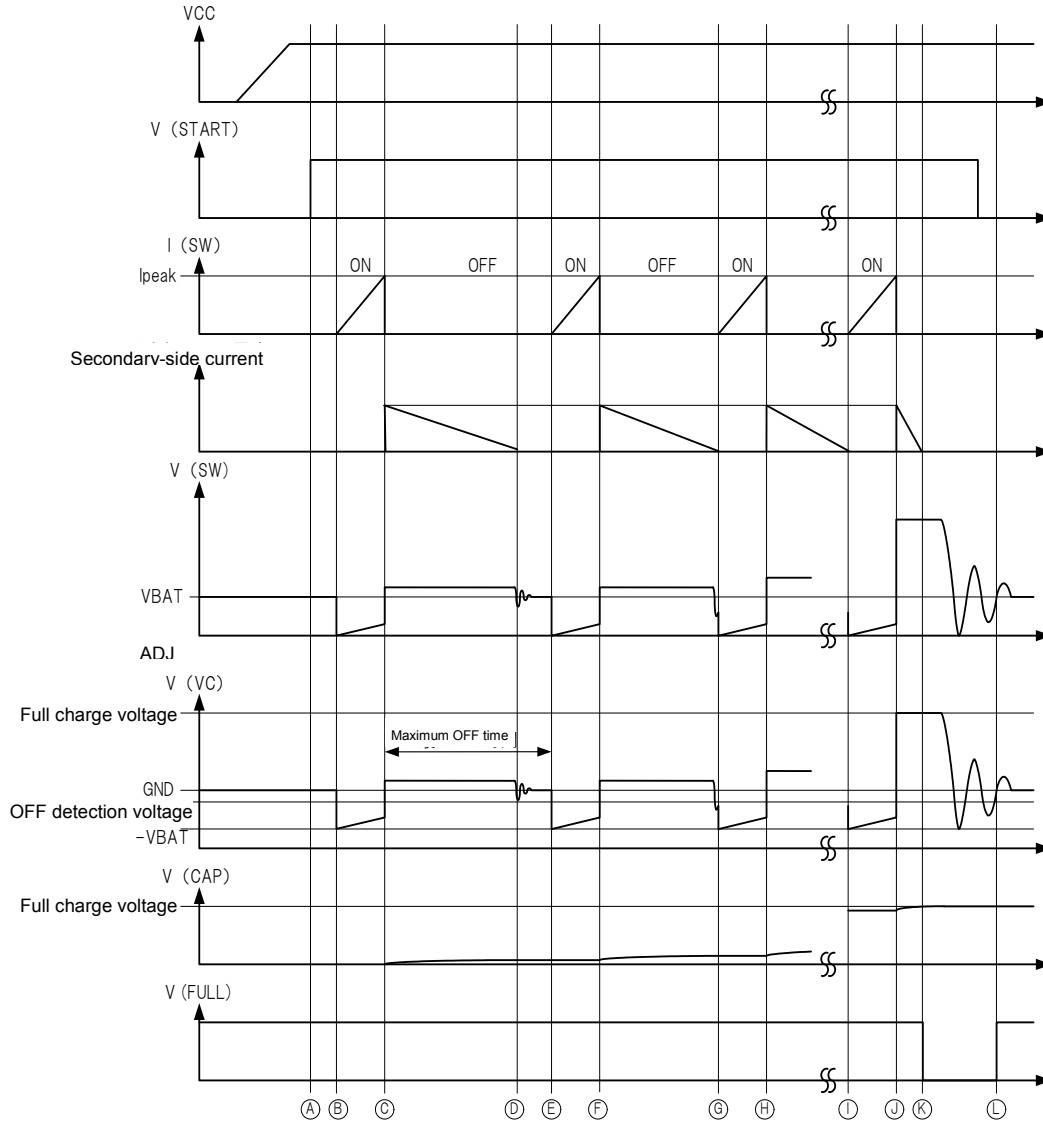 VCC
V (START)
I (SW)
Ipeak
ON OFF ON OFF ON ON
Secondary-side current
V (SW)
VBAT
ADJ
V (VC)
Full charge voltage
Maximum OFF time
GND
OFF detection voltage
-VBAT
V (CAP)
Full charge voltage
V (FULL)
Ⓐ Ⓑ Ⓒ Ⓓ Ⓔ Ⓕ Ⓖ Ⓗ Ⓘ Ⓙ Ⓚ Ⓛ